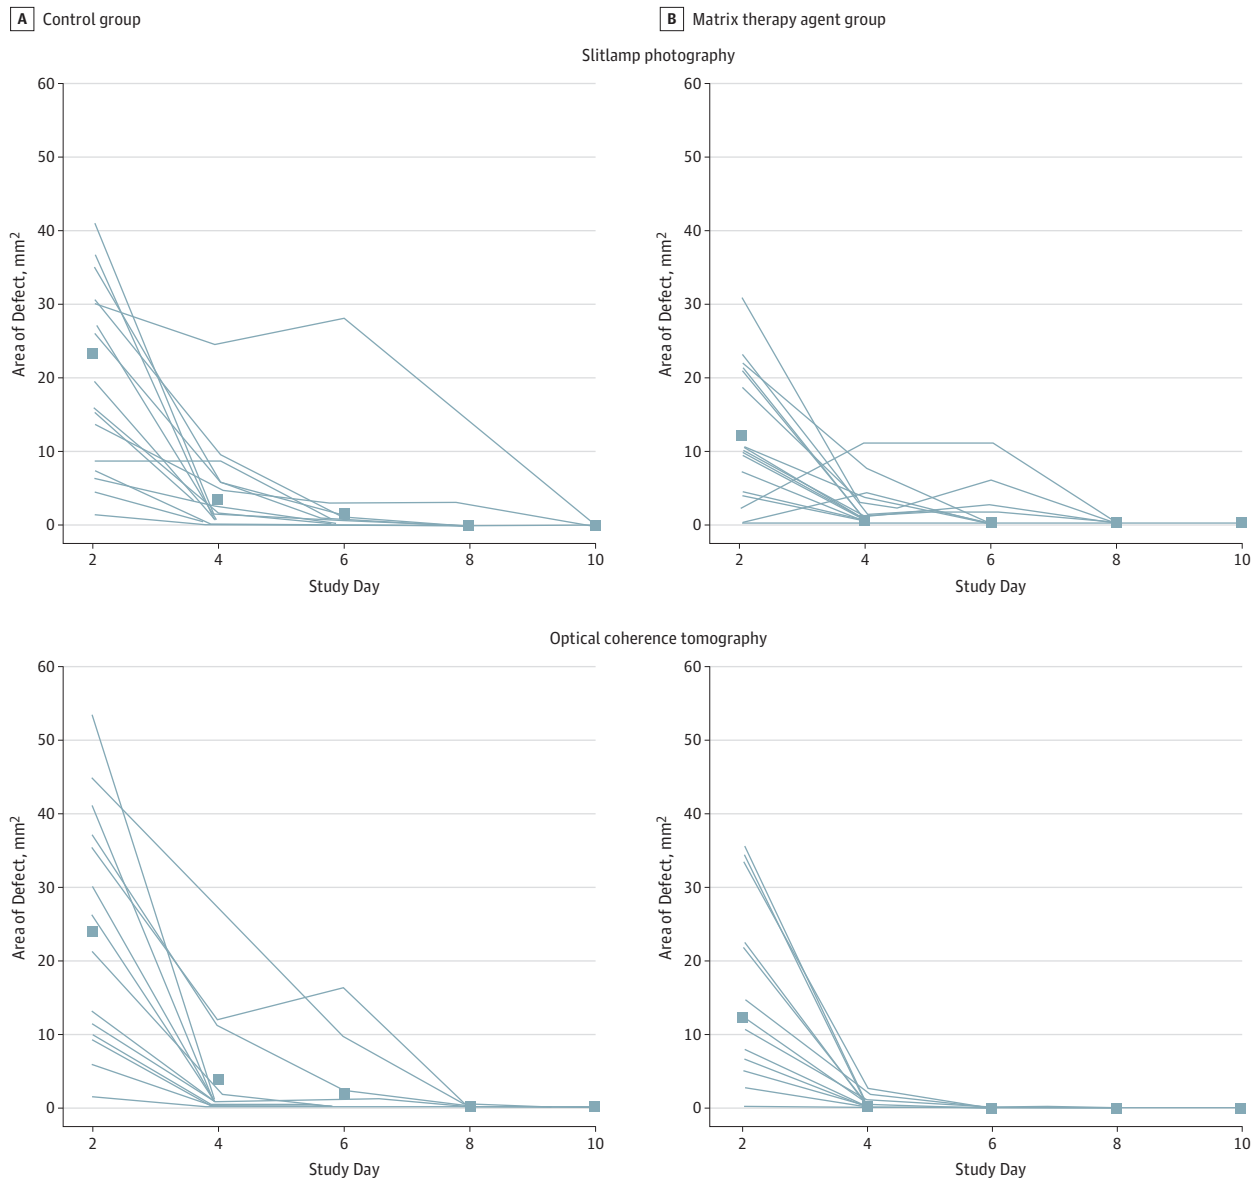 A Control group
B Matrix therapy agent group
Slitlamp photography
60
50
40
30
20
10
0
Area of Defect, mm2
2 4 6 8 10
Study Day
60
50
40
30
20
10
0
Area of Defect, mm2
2 4 6 8 10
Study Day
Optical coherence tomography
60
50
40
30
20
10
0
Area of Defect, mm2
2 4 6 8 10
Study Day
60
50
40
30
20
10
0
Area of Defect, mm2
2 4 6 8 10
Study Day